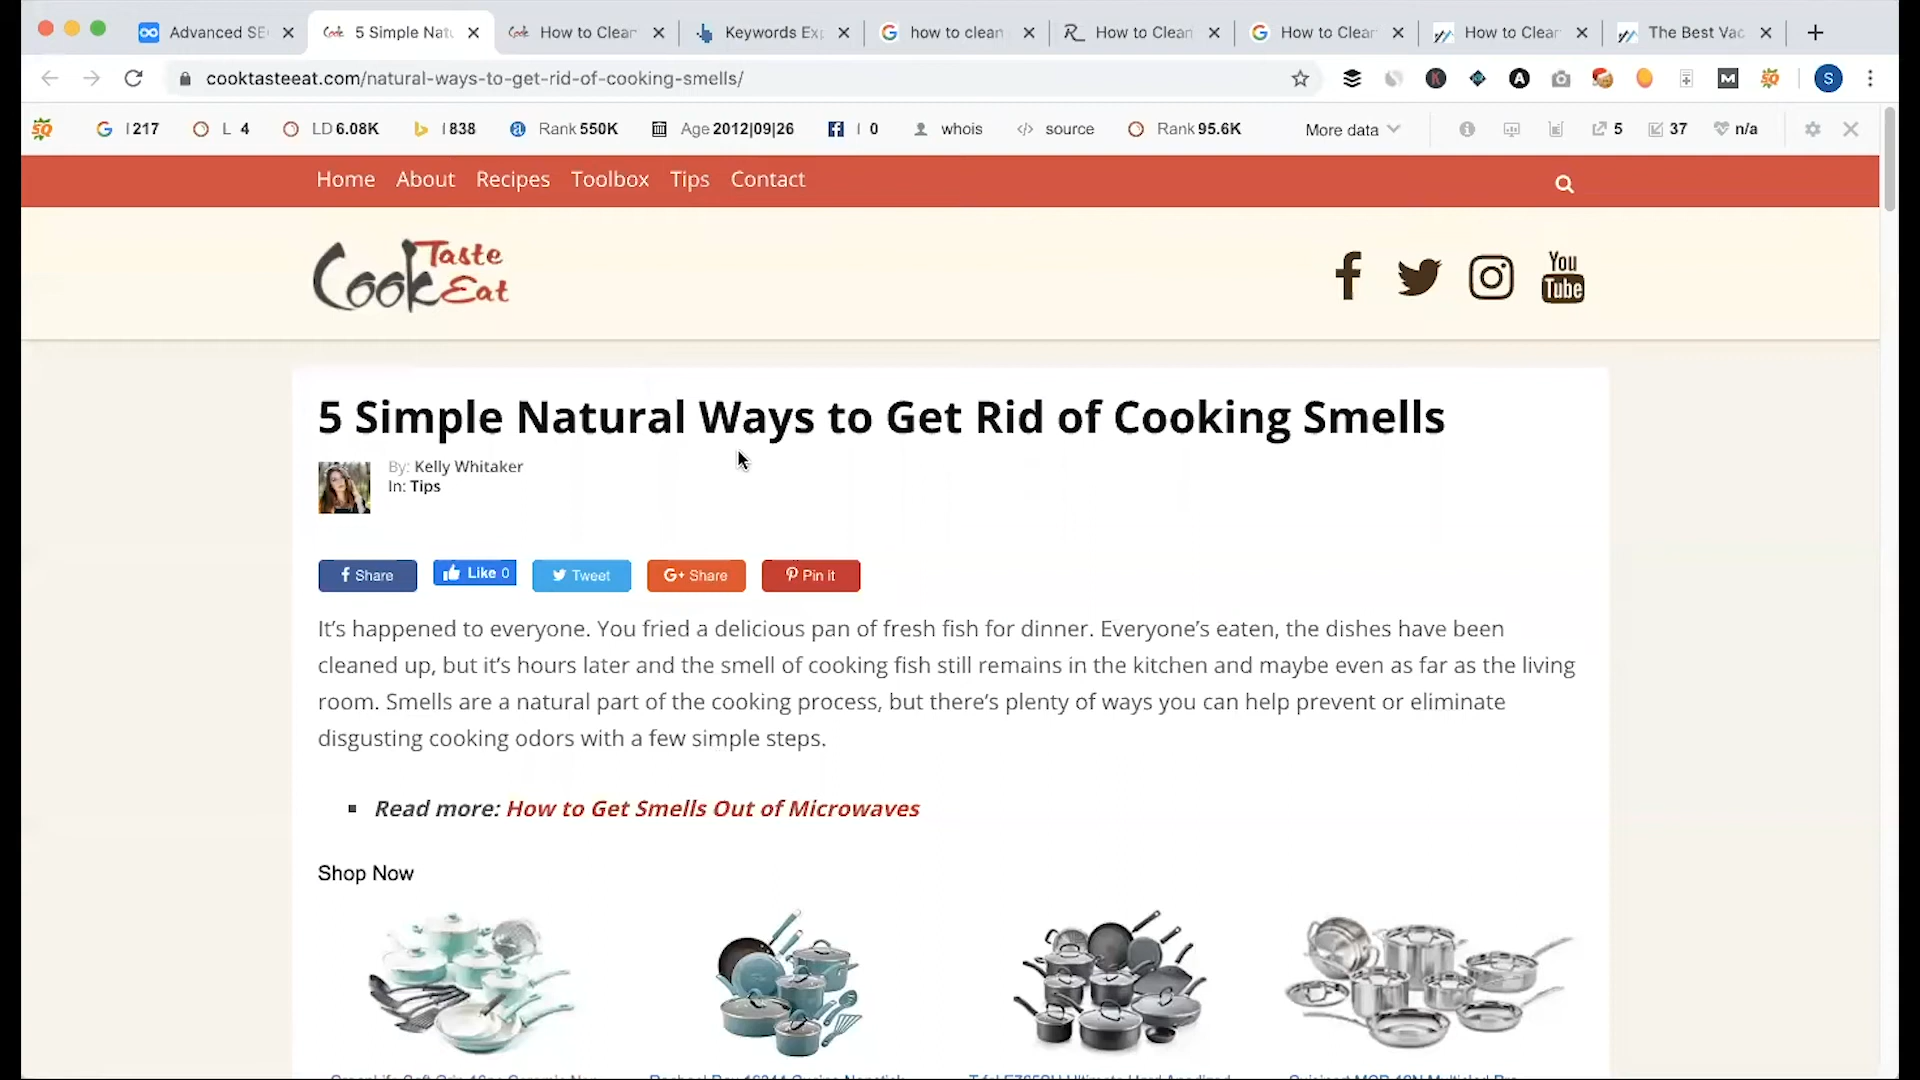 Advanced SE
5 Simple Natu
How to Clean
Keywords Exp
how to clean
How to Clean
How to Clear
How to Clear
The Best Vac
cooktasteeat.com/natural-ways-to-get-rid-of-cooking-smells/
S
SQ I 217 L 4 LD 6.08K I 838 Rank 550K Age 2012|09|26 I 0 whois source Rank 95.6K More data 5 37 n/a
Home About Recipes Toolbox Tips Contact
Cook Taste Eat
You Tube
5 Simple Natural Ways to Get Rid of Cooking Smells
By: Kelly Whitaker
In: Tips
Share Like 0 Tweet G+ Share Pin it
It’s happened to everyone. You fried a delicious pan of fresh fish for dinner. Everyone’s eaten, the dishes have been
cleaned up, but it’s hours later and the smell of cooking fish still remains in the kitchen and maybe even as far as the living
room. Smells are a natural part of the cooking process, but there’s plenty of ways you can help prevent or eliminate
disgusting cooking odors with a few simple steps.
Read more: How to Get Smells Out of Microwaves
Shop Now